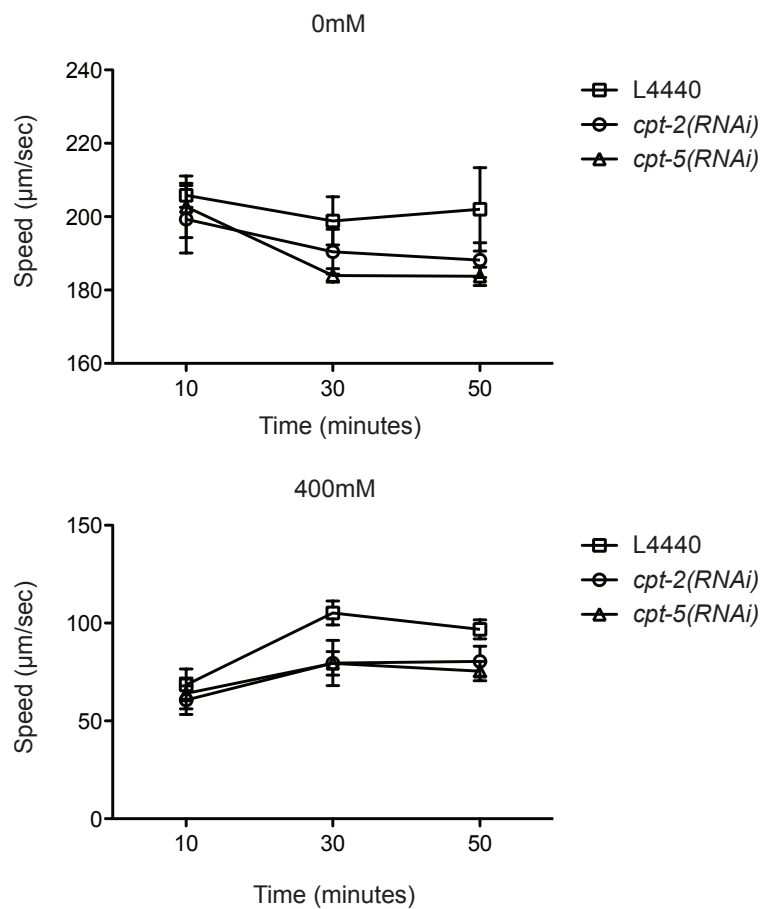 0mM
240
220
200
180
160
Speed (μm/sec)
10 30 50
Time (minutes)
L4440
cpt-2(RNAi)
cpt-5(RNAi)
400mM
150
100
50
0
Speed (μm/sec)
10 30 50
Time (minutes)
L4440
cpt-2(RNAi)
cpt-5(RNAi)